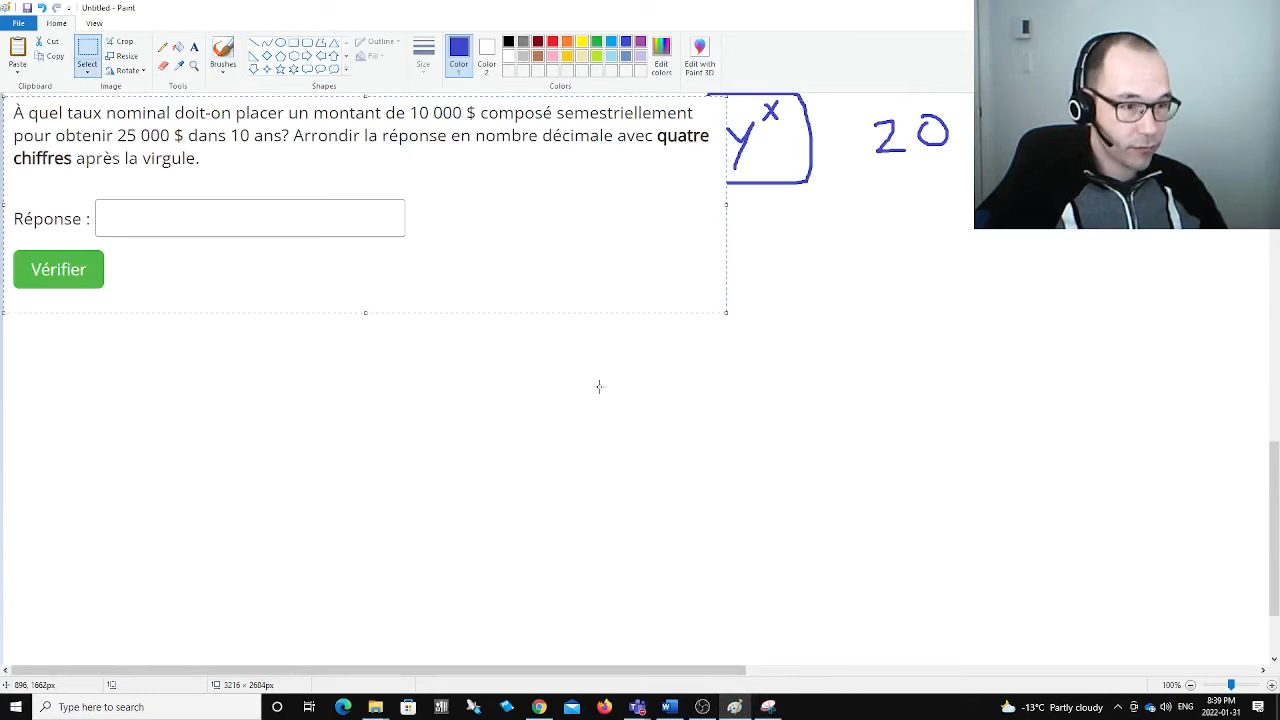 Untitled - Paint
File Home View
Cut
Copy
Paste
Clipboard
Select
Crop
Resize
Rotate
Image
A
Tools
Brushes
Outline
Fill
Shapes
Size
Color
1
Color
2
Edit
colors
Colors
Edit with
Paint 3D
quel taux nominal doit-on placer un montant de 10 000 $ composé semestriellement
pour obtenir 25 000 $ dans 10 ans? Arrondir la réponse en nombre décimale avec quatre
chiffres après la virgule.
Réponse :
Vérifier
y^x
20
896, 1662px
3216 × 2604px
100%
Type here to search
-13°C Partly cloudy
ENG
8:39 PM
2022-01-31